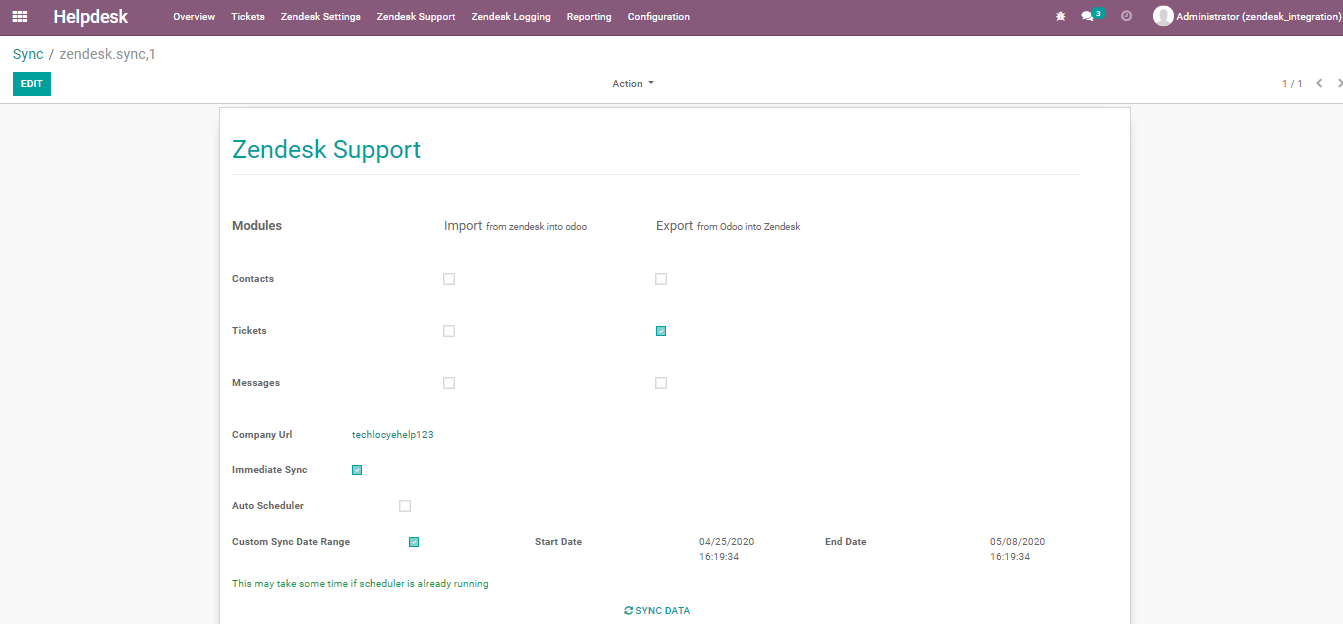 Helpdesk Overview Tickets Zendesk Settings Zendesk Support Zendesk Logging Reporting Configuration 3 Administrator (zendesk_integration)
Sync / zendesk.sync,1
EDIT Action 1 / 1
Zendesk Support
Modules Import from zendesk into odoo Export from Odoo into Zendesk
Contacts
Tickets
Messages
Company Url techlocyehelp123
Immediate Sync
Auto Scheduler
Custom Sync Date Range Start Date 04/25/2020 End Date 05/08/2020
16:19:34 16:19:34
This may take some time if scheduler is already running
SYNC DATA